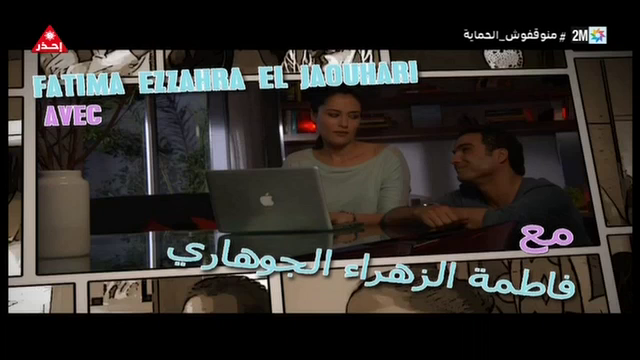 إحذر
# منوقفوش_الحماية 2M
FATIMA EZZAHRA EL JAOUHARI
AVEC
مع
فاطمة الزهراء الجوهاري